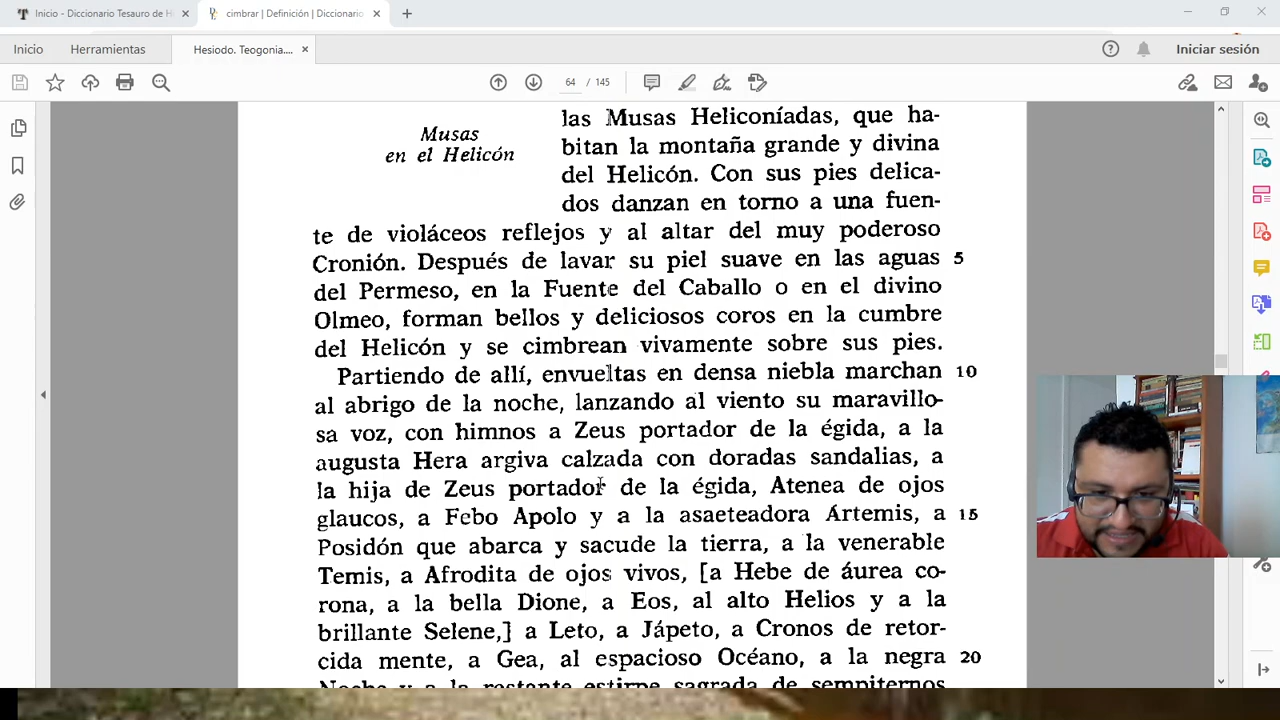 Inicio - Diccionario Tesauro de H
cimbrar | Definición | Diccionario
Inicio
Herramientas
Hesiodo. Teogonia....
Iniciar sesión
64 / 145
Musas
en el Helicón
las Musas Heliconíadas, que ha-
bitan la montaña grande y divina
del Helicón. Con sus pies delica-
dos danzan en torno a una fuen-
te de violáceos reflejos y al altar del muy poderoso
Cronión. Después de lavar su piel suave en las aguas 5
del Permeso, en la Fuente del Caballo o en el divino
Olmeo, forman bellos y deliciosos coros en la cumbre
del Helicón y se cimbrean vivamente sobre sus pies.
Partiendo de allí, envueltas en densa niebla marchan 10
al abrigo de la noche, lanzando al viento su maravillo-
sa voz, con himnos a Zeus portador de la égida, a la
augusta Hera argiva calzada con doradas sandalias, a
la hija de Zeus portador de la égida, Atenea de ojos
glaucos, a Febo Apolo y a la asaeteadora Ártemis, a 15
Posidón que abarca y sacude la tierra, a la venerable
Temis, a Afrodita de ojos vivos, [a Hebe de áurea co-
rona, a la bella Dione, a Eos, al alto Helios y a la
brillante Selene,] a Leto, a Jápeto, a Cronos de retor-
cida mente, a Gea, al espacioso Océano, a la negra 20
Noche y a la restante estirpe sagrada de sempiternos